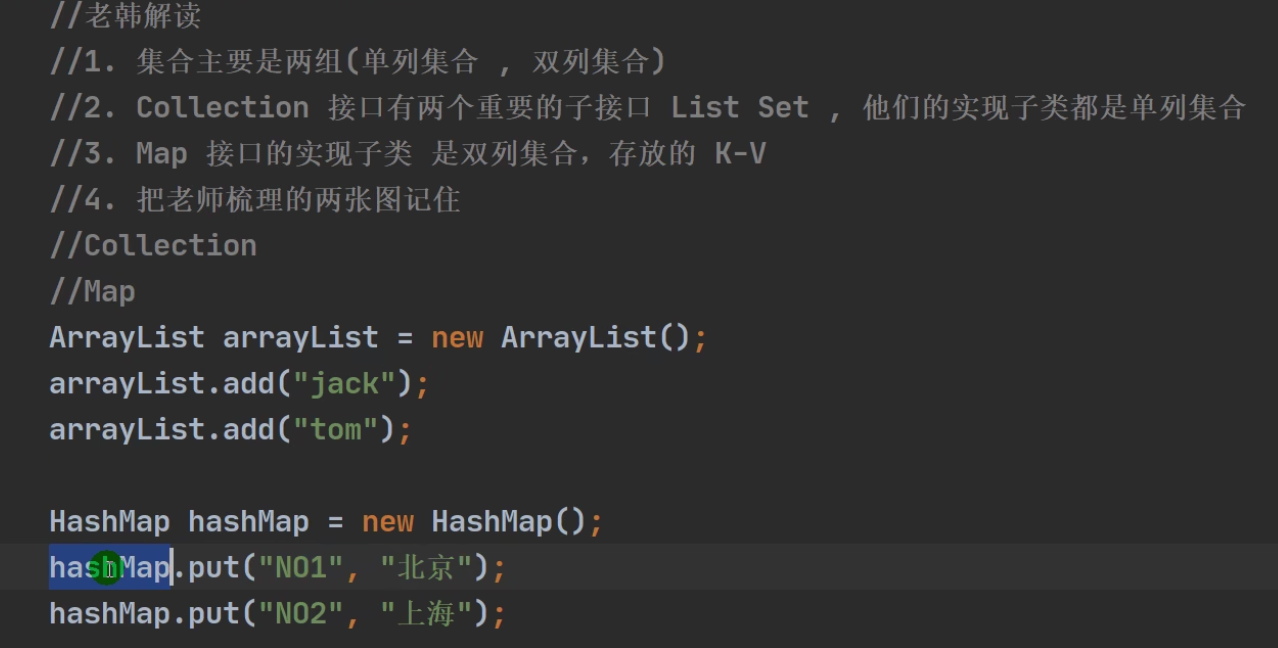 //老韩解读
//1. 集合主要是两组(单列集合 , 双列集合)
//2. Collection 接口有两个重要的子接口 List Set , 他们的实现子类都是单列集合
//3. Map 接口的实现子类 是双列集合，存放的 K-V
//4. 把老师梳理的两张图记住
//Collection
//Map
ArrayList arrayList = new ArrayList();
arrayList.add("jack");
arrayList.add("tom");
HashMap hashMap = new HashMap();
hashMap.put("NO1", "北京");
hashMap.put("NO2", "上海");